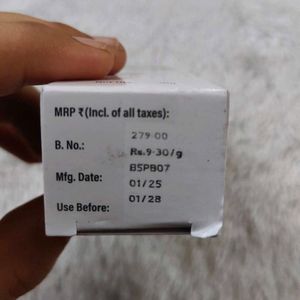 MRP ₹ (Incl. of all taxes):
279.00
B. No.: Rs.9.30/g
BSPB07
Mfg. Date: 01/25
Use Before: 01/28